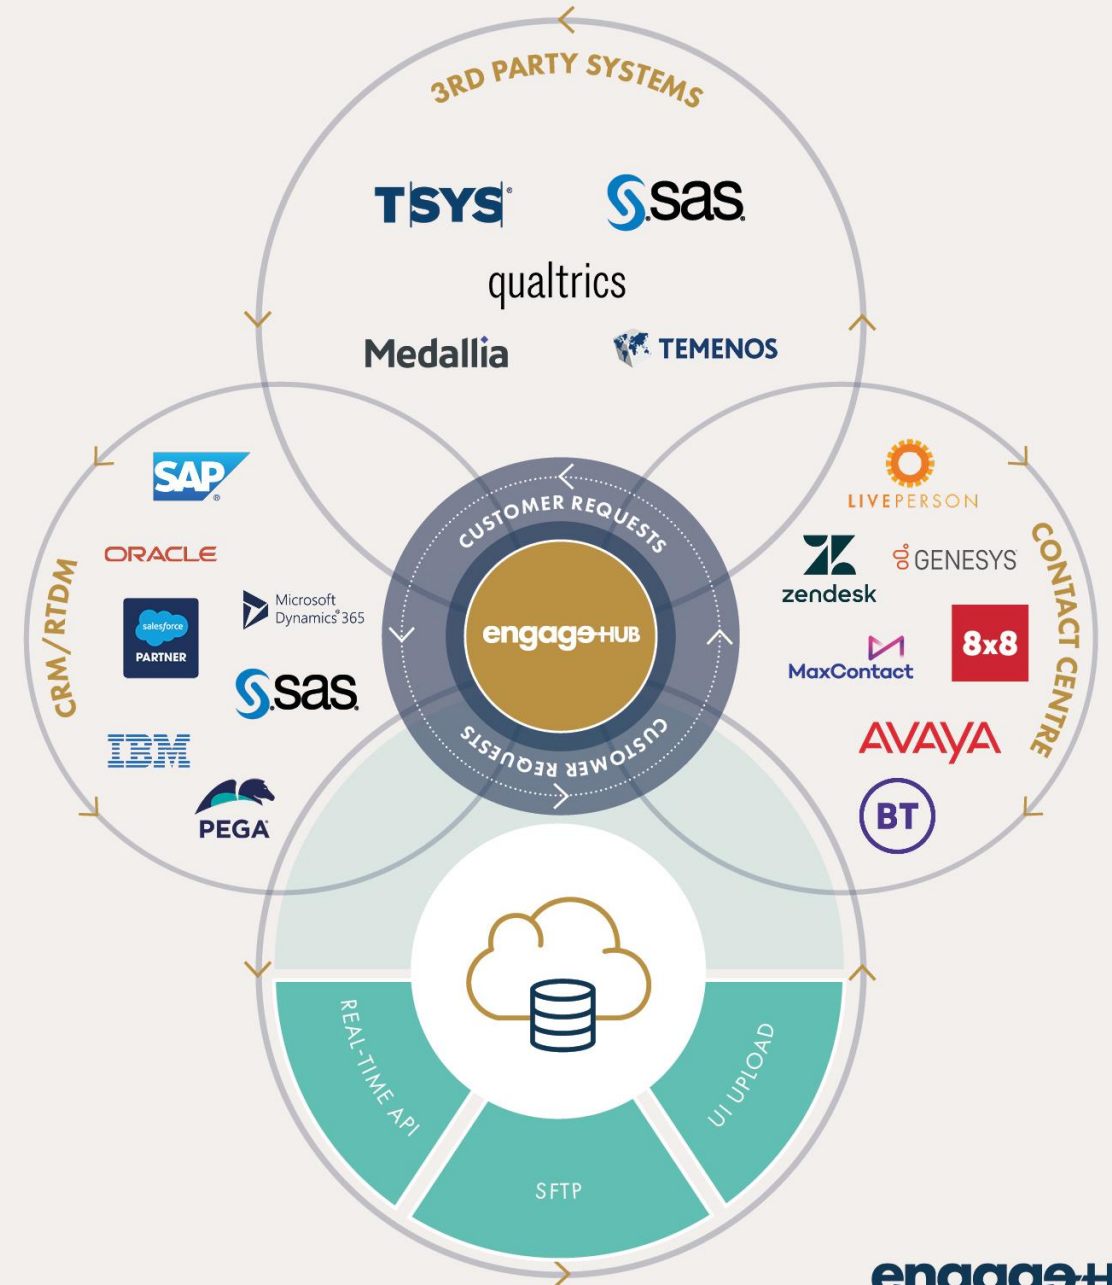 3RD PARTY SYSTEMS
TSYS®
S.sas.
qualtrics
Medallia
TEMENOS
CRM/RTDM
SAP®
ORACLE
salesforce
PARTNER
Microsoft
Dynamics® 365
S.sas.
IBM
PEGA
CUSTOMER REQUESTS
engageHUB
CUSTOMER REQUESTS
CONTACT CENTRE
LIVEPERSON
zendesk
GENESYS
MaxContact
8x8
AVAYA
BT
REAL-TIME API
SFTP
UI UPLOAD